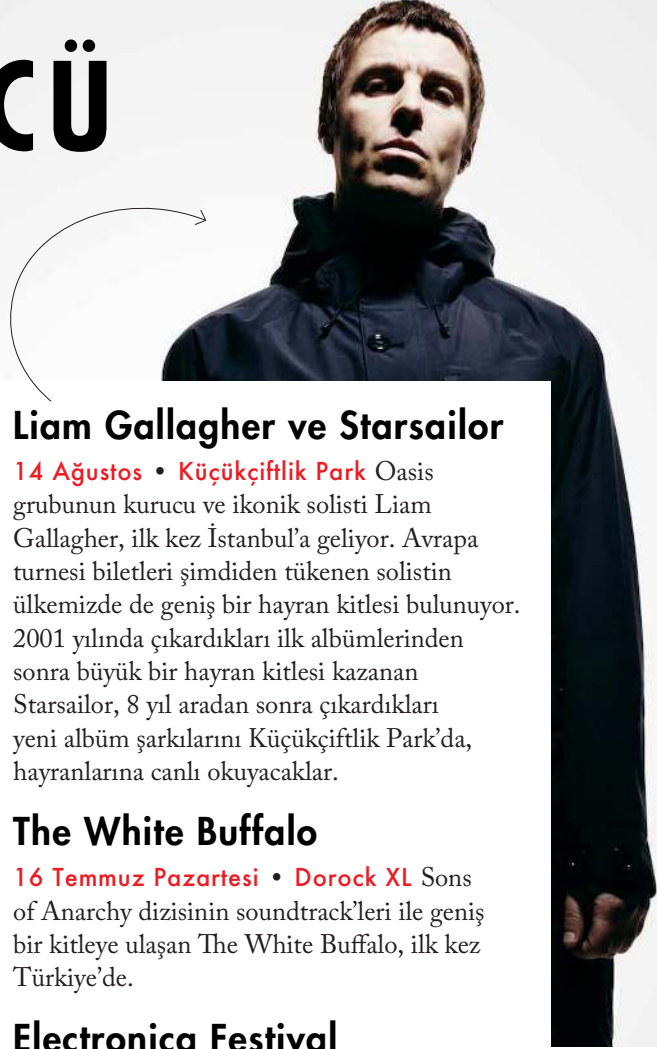 CÜ
Liam Gallagher ve Starsailor
14 Ağustos • Küçükçiftlik Park Oasis
grubunun kurucu ve ikonik solisti Liam
Gallagher, ilk kez İstanbul’a geliyor. Avrapa
turnesi biletleri şimdiden tükenen solistin
ülkemizde de geniş bir hayran kitlesi bulunuyor.
2001 yılında çıkardıkları ilk albümlerinden
sonra büyük bir hayran kitlesi kazanan
Starsailor, 8 yıl aradan sonra çıkardıkları
yeni albüm şarkılarını Küçükçiftlik Park’da,
hayranlarına canlı okuyacaklar.
The White Buffalo
16 Temmuz Pazartesi • Dorock XL Sons
of Anarchy dizisinin soundtrack’leri ile geniş
bir kitleye ulaşan The White Buffalo, ilk kez
Türkiye’de.
Electronica Festival